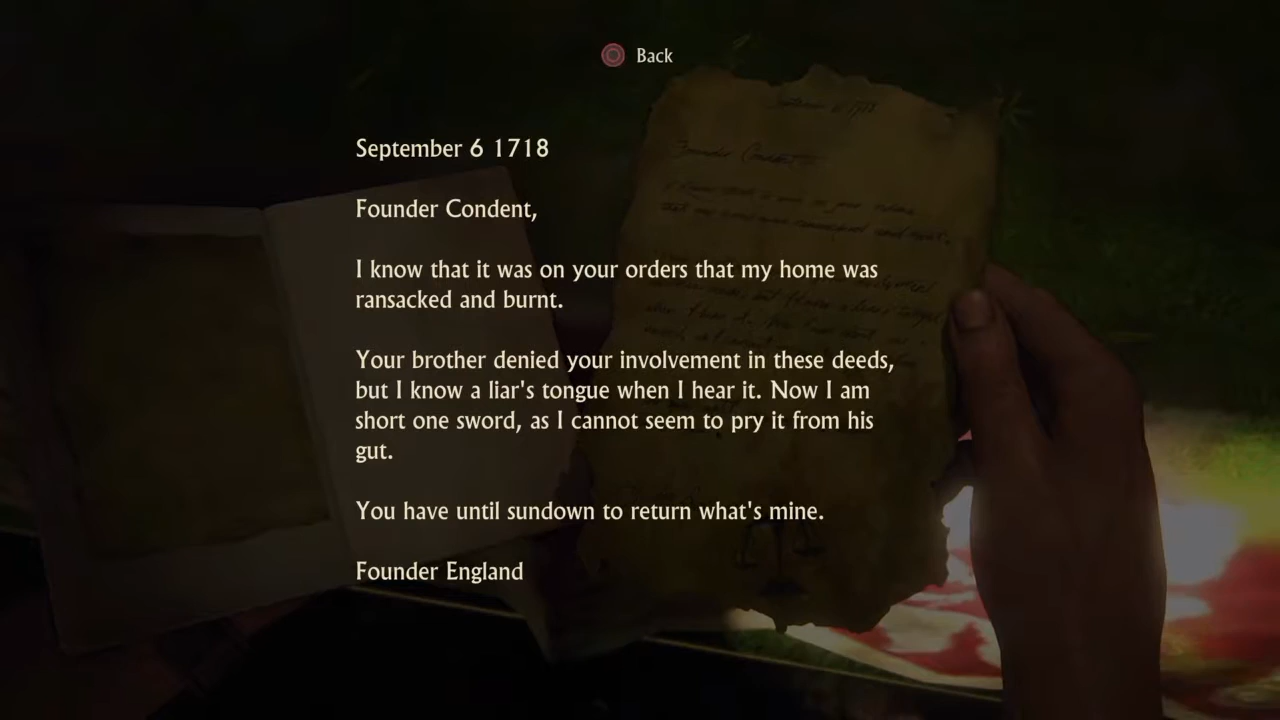 Back
September 6 1718
Founder Condent,
I know that it was on your orders that my home was
ransacked and burnt.
Your brother denied your involvement in these deeds,
but I know a liar's tongue when I hear it. Now I am
short one sword, as I cannot seem to pry it from his
gut.
You have until sundown to return what's mine.
Founder England